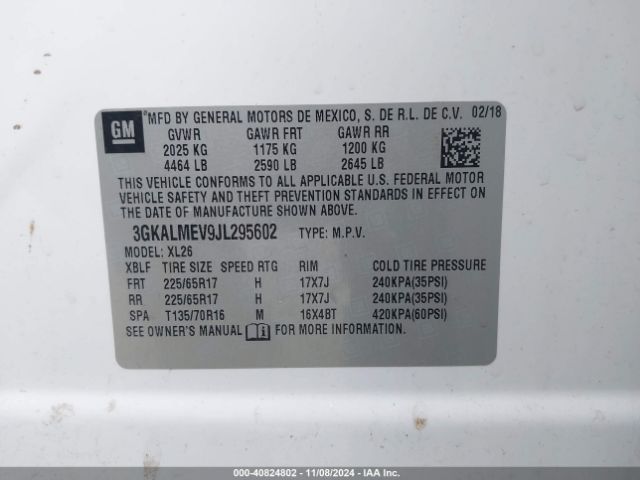 GM
®MFD BY GENERAL MOTORS DE MEXICO, S. DE R.L. DE C.V. 02/18
GVWR GAWR FRT GAWR RR
2025 KG 1175 KG 1200 KG
4464 LB 2590 LB 2645 LB
THIS VEHICLE CONFORMS TO ALL APPLICABLE U.S. FEDERAL MOTOR
VEHICLE SAFETY AND THEFT PREVENTION STANDARDS IN EFFECT ON
THE DATE OF MANUFACTURE SHOWN ABOVE.
3GKALMEV9JL295602 TYPE: M.P.V.
MODEL: XL26
XBLF TIRE SIZE SPEED RTG RIM COLD TIRE PRESSURE
FRT 225/65R17 H 17X7J 240KPA(35PSI)
RR 225/65R17 H 17X7J 240KPA(35PSI)
SPA T135/70R16 M 16X4BT 420KPA(60PSI)
SEE OWNER'S MANUAL FOR MORE INFORMATION.
000-40824802 - 11/08/2024 - IAA Inc.